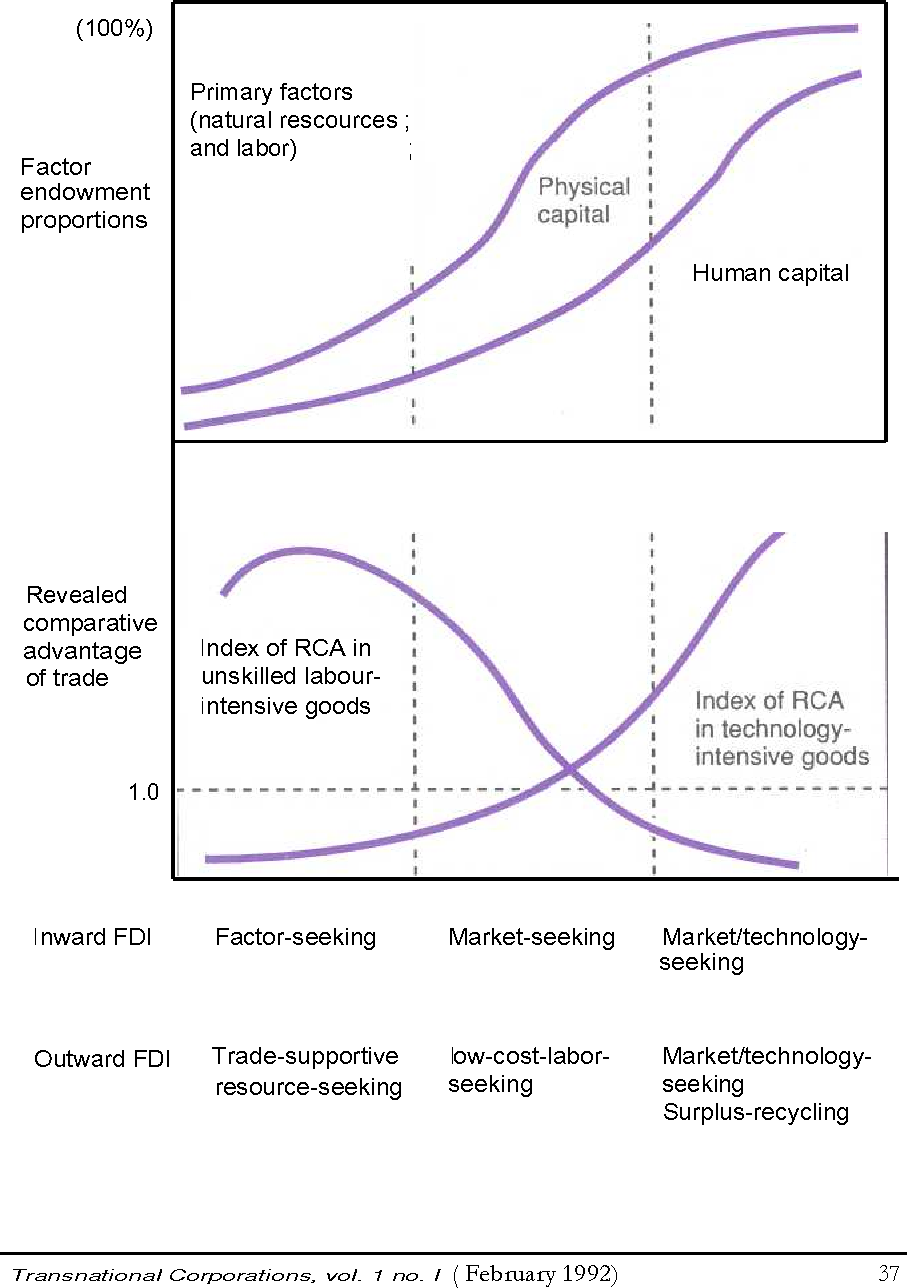 (100%)
Primary factors
(natural rescources ;
and labor) ;
Factor
endowment
proportions
Physical
capital
Human capital
Revealed
comparative
advantage
of trade
Index of RCA in
unskilled labour-
intensive goods
Index of RCA
in technology-
intensive goods
1.0
Inward FDI Factor-seeking Market-seeking Market/technology-
seeking
Outward FDI Trade-supportive low-cost-labor- Market/technology-
resource-seeking seeking seeking
Surplus-recycling
Transnational Corporations, vol. 1 no. I ( February 1992) 37